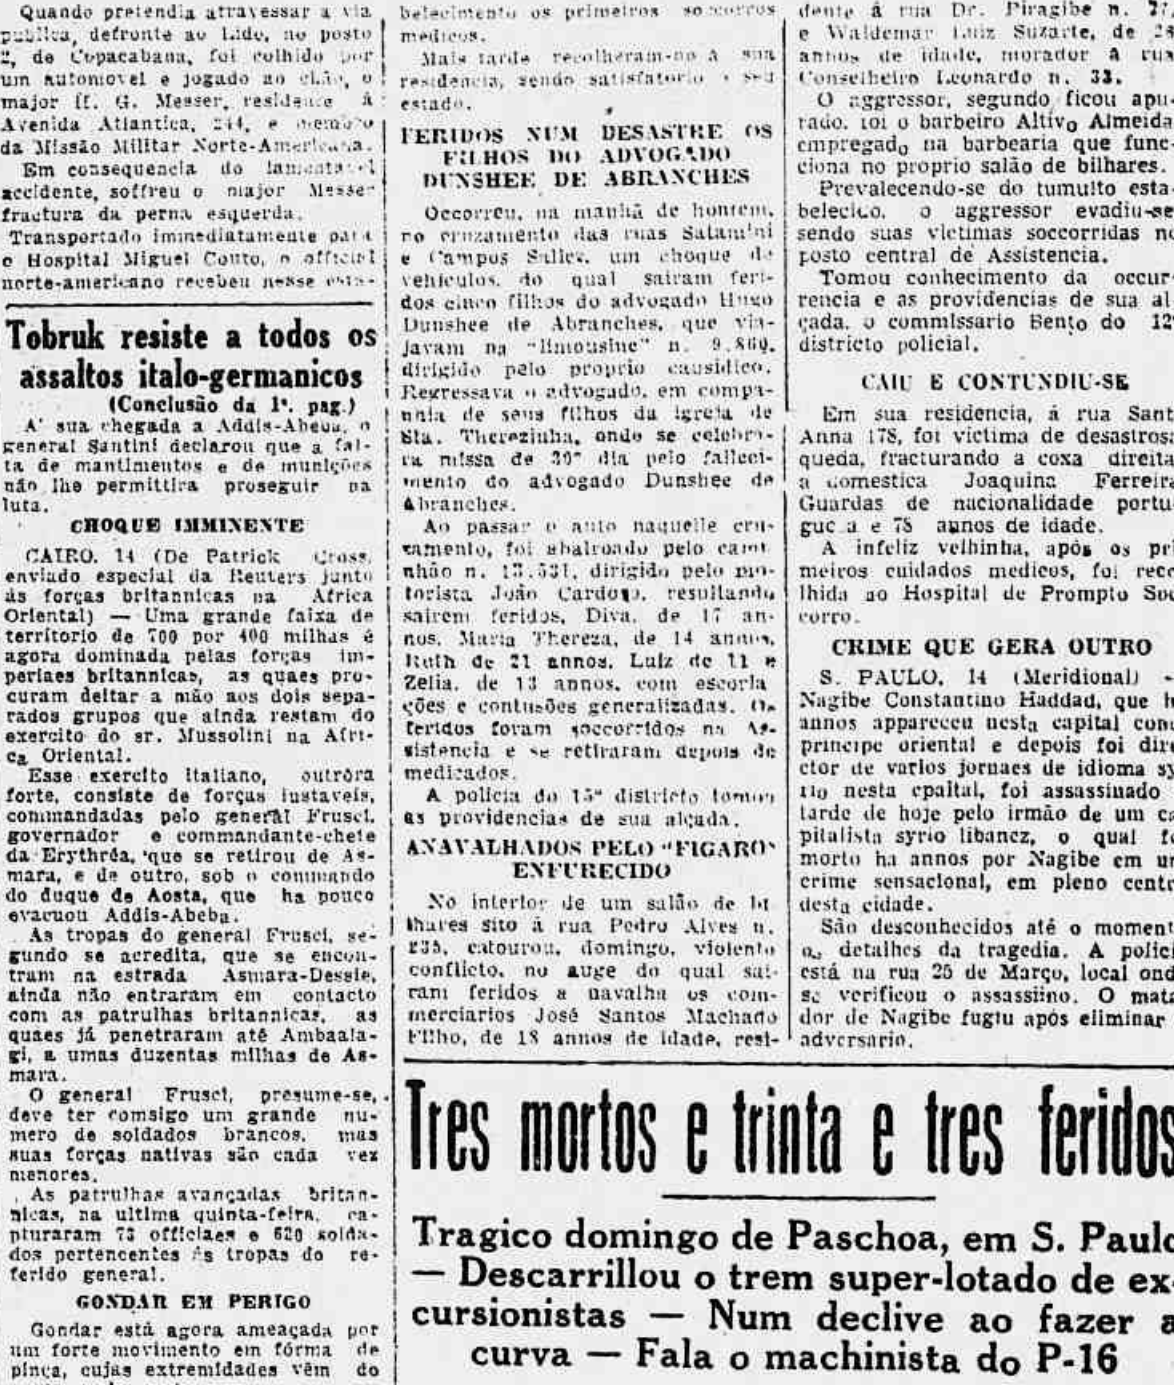 Quando pretendia atravessar a via
publica, defronte ao Lido, no posto
2, de Copacabana, foi colhido por
um automovel e jogado ao chão, o
major ff. G. Messer, residente á
Avenida Atlantica, 244, e membro
da Missão Militar Norte-Americana.
Em consequencia do lamentavel
accidente, soffreu o major Messer
fractura da perna esquerda.
Transportado immediatamente para
o Hospital Miguel Couto, o official
norte-americano recebeu nesse esta-
Tobruk resiste a todos os
assaltos italo-germanicos
(Conclusão da 1ª. pag.)
A' sua chegada a Addis-Abeba, o
general Santini declarou que a fal-
ta de mantimentos e de munições
não lhe permittira proseguir na
luta.
CHOQUE IMMINENTE
CAIRO, 14 (De Patrick Cross,
enviado especial da Reuters junto
ás forças britannicas na Africa
Oriental) — Uma grande faixa de
territorio de 700 por 400 milhas é
agora dominada pelas forças im-
periaes britannicas, as quaes pro-
curam deitar a mão aos dois sepa-
rados grupos que ainda restam do
exercito do sr. Mussolini na Afri-
ca Oriental.
Esse exercito italiano, outróra
forte, consiste de forças iustaveis,
commandadas pelo general Frusci,
governador e commandante-chefe
da Erythréa, que se retirou de As-
mara, e de outro, sob o commando
do duque de Aosta, que ha pouco
evacuou Addis-Abeba.
As tropas do general Frusci, se-
gundo se acredita, que se encon-
tram na estrada Asmara-Dessie,
ainda não entraram em contacto
com as patrulhas britannicas, as
quaes já penetraram até Ambaala-
gi, a umas duzentas milhas de As-
mara.
O general Frusci, presume-se,
deve ter comsigo um grande nu-
mero de soldados brancos, mas
suas forças nativas são cada vez
menores.
As patrulhas avançadas britan-
nicas, na ultima quinta-feira, ca-
pturaram 73 officiaes e 620 solda-
dos pertencentes ás tropas do re-
ferido general.
GONDAR EM PERIGO
Gondar está agora ameaçada por
um forte movimento em fórma de
pinça, cujas extremidades vêm do
belecimento os primeiros soccorros
medicos.
Mais tarde recolheram-no á sua
residencia, sendo satisfatorio o seu
estado.
FERIDOS NUM DESASTRE OS
FILHOS DO ADVOGADO
DUNSHEE DE ABRANCHES
Occorreu, na manhã de hontem,
no cruzamento das ruas Satamini
e Campos Salles, um choque de
vehiculos, do qual sairam feri-
dos cinco filhos do advogado Hugo
Dunshee de Abranches, que via-
javam na "limousine" n. 9.860,
dirigido pelo proprio causidico.
Regressava o advogado, em compa-
nhia de seus filhos da igreja de
Sta. Therezinha, onde se celebra-
ra missa de 30º dia pelo falleci-
mento do advogado Dunshee de
Abranches.
Ao passar o auto naquelle cru-
zamento, foi abalroado pelo cami-
nhão n. 13.531, dirigido pelo mo-
torista João Cardoso, resultando
sairem feridos, Diva, de 17 an-
nos, Maria Thereza, de 14 annos,
Ruth de 21 annos, Luiz de 11 e
Zelia, de 13 annos, com escoria
ções e contusões generalizadas. Os
feridos foram soccorridos na As-
sistencia e se retiraram depois de
medicados.
A policia do 15º districto tomou
as providencias de sua alçada.
ANAVALHADOS PELO "FIGARO"
ENFURECIDO
No interior de um salão de bi
lhares sito á rua Pedro Alves n.
235, estourou, domingo, violento
conflicto, no auge do qual sai-
ram feridos a navalha os com-
merciarios José Santos Machado
Filho, de 18 annos de idade, resi-
dente á rua Dr. Piragibe n. 27,
e Waldemar Luiz Suzarte, de 28
annos de idade, morador á rua
Conselheiro Leonardo n. 33.
O aggressor, segundo ficou apu-
rado, foi o barbeiro Altivo Almeida
empregado na barbearia que func-
ciona no proprio salão de bilhares.
Prevalecendo-se do tumulto esta-
belecico, o aggressor evadiu-se
sendo suas victimas soccorridas no
posto central de Assistencia.
Tomou conhecimento da occur-
rencia e as providencias de sua al
çada, o commissario Bento do 12º
districto policial.
CAIU E CONTUNDIU-SE
Em sua residencia, á rua Sant
Anna 178, foi victima de desastrosa
queda, fracturando a coxa direita
a domestica Joaquina Ferreira
Guardas de nacionalidade portu-
gue a e 78 annos de idade.
A infeliz velhinha, após os pri
meiros cuidados medicos, foi reco
lhida ao Hospital de Prompto Soc
corro.
CRIME QUE GERA OUTRO
S. PAULO, 14 (Meridional) -
Nagibe Constantino Haddad, que h
annos appareceu nesta capital como
principe oriental e depois foi dire
ctor de varios jornaes de idioma sy
rio nesta cpaital, foi assassinado
tarde de hoje pelo irmão de um ca
pitalista syrio libanez, o qual fo
morto ha annos por Nagibe em um
crime sensacional, em pleno centr
desta cidade.
São desconhecidos até o moment
os detalhes da tragedia. A polici
está na rua 25 de Março, local ond
se verificou o assassiino. O mata
dor de Nagibe fugiu após eliminar
adversario.
Tres mortos e trinta e tres feridos
Tragico domingo de Paschoa, em S. Paulo
— Descarrillou o trem super-lotado de ex-
cursionistas — Num declive ao fazer a
curva — Fala o machinista do P-16